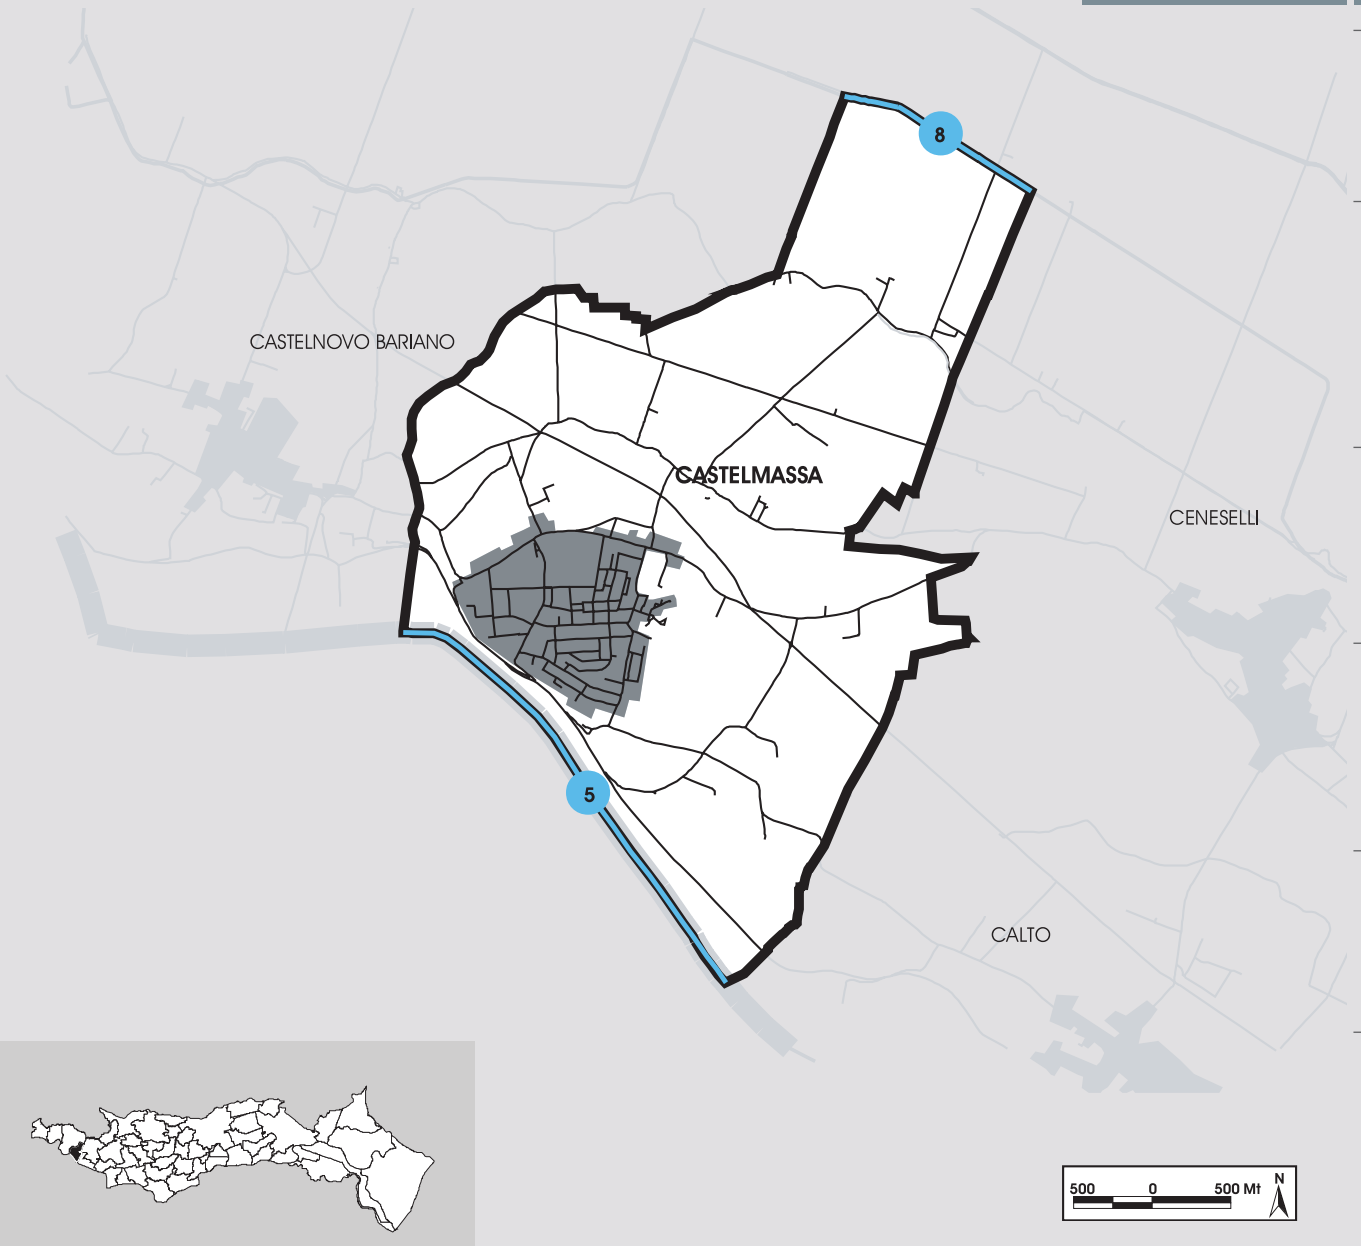 8
CASTELNOVO BARIANO
CASTELMASSA
CENESELLI
5
CALTO
N
500 0 500 Mt